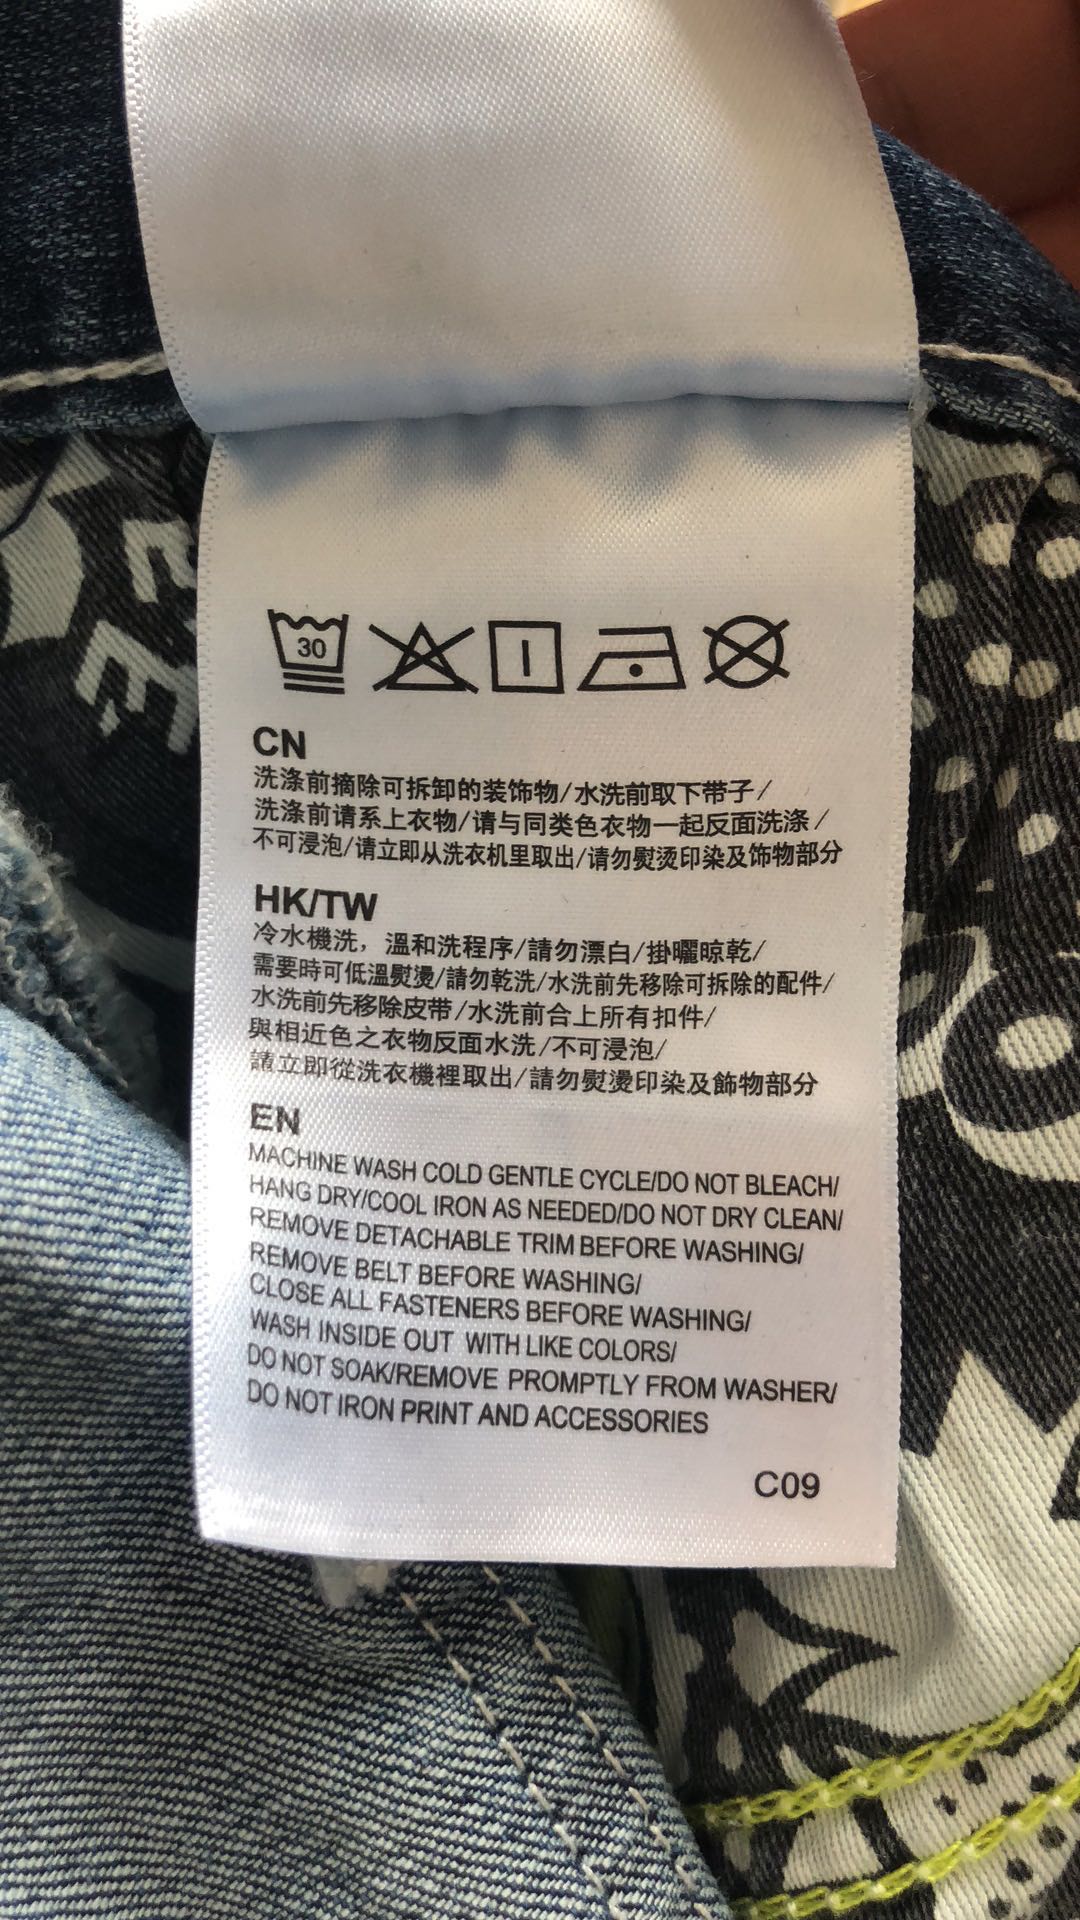 30
CN
洗涤前摘除可拆卸的装饰物/水洗前取下带子/
洗涤前请系上衣物/请与同类色衣物一起反面洗涤/
不可浸泡/请立即从洗衣机里取出/请勿熨烫印染及饰物部分
HK/TW
冷水機洗，溫和洗程序/請勿漂白/掛曬晾乾/
需要時可低溫熨燙/請勿乾洗/水洗前先移除可拆除的配件/
水洗前先移除皮带/水洗前合上所有扣件/
與相近色之衣物反面水洗/不可浸泡/
請立即從洗衣機裡取出/請勿熨燙印染及飾物部分
EN
MACHINE WASH COLD GENTLE CYCLE/DO NOT BLEACH/
HANG DRY/COOL IRON AS NEEDED/DO NOT DRY CLEAN/
REMOVE DETACHABLE TRIM BEFORE WASHING/
REMOVE BELT BEFORE WASHING/
CLOSE ALL FASTENERS BEFORE WASHING/
WASH INSIDE OUT WITH LIKE COLORS/
DO NOT SOAK/REMOVE PROMPTLY FROM WASHER/
DO NOT IRON PRINT AND ACCESSORIES
C09